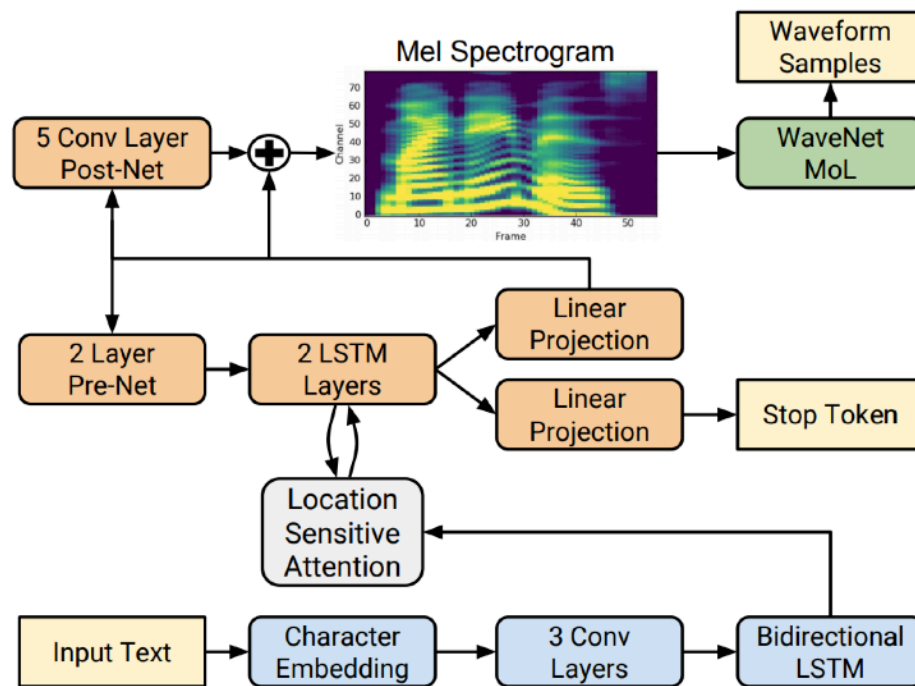 Waveform
Samples
Mel Spectrogram
5 Conv Layer
Post-Net
WaveNet
MoL
Channel
70
60
50
40
30
20
10
0
0 10 20 30 40 50
Frame
2 Layer
Pre-Net
2 LSTM
Layers
Linear
Projection
Linear
Projection
Stop Token
Location
Sensitive
Attention
Input Text
Character
Embedding
3 Conv
Layers
Bidirectional
LSTM